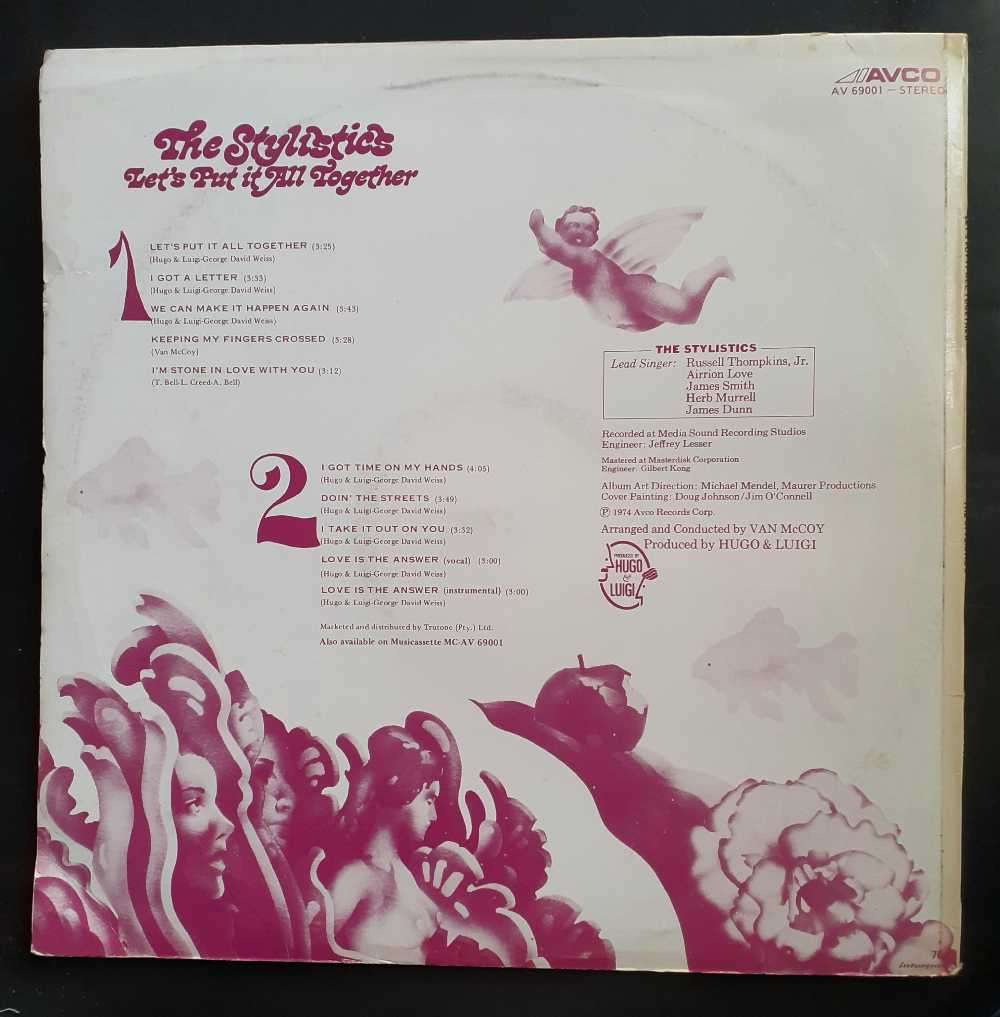 AVCO
AV 69001 — STEREO
The Stylistics
Let's Put it All Together
1
LET'S PUT IT ALL TOGETHER (3:25)
(Hugo & Luigi-George David Weiss)
I GOT A LETTER (3:33)
(Hugo & Luigi-George David Weiss)
WE CAN MAKE IT HAPPEN AGAIN (3:43)
(Hugo & Luigi-George David Weiss)
KEEPING MY FINGERS CROSSED (3:28)
(Van McCoy)
I'M STONE IN LOVE WITH YOU (3:12)
(T. Bell-L. Creed-A. Bell)
2
I GOT TIME ON MY HANDS (4:05)
(Hugo & Luigi-George David Weiss)
DOIN' THE STREETS (3:49)
(Hugo & Luigi-George David Weiss)
I TAKE IT OUT ON YOU (3:32)
(Hugo & Luigi-George David Weiss)
LOVE IS THE ANSWER (vocal) (3:00)
(Hugo & Luigi-George David Weiss)
LOVE IS THE ANSWER (instrumental) (3:00)
(Hugo & Luigi-George David Weiss)
Marketed and distributed by Trutone (Pty.) Ltd.
Also available on Musicassette MC-AV 69001
THE STYLISTICS
Lead Singer: Russell Thompkins, Jr.
Airrion Love
James Smith
Herb Murrell
James Dunn
Recorded at Media Sound Recording Studios
Engineer: Jeffrey Lesser
Mastered at Masterdisk Corporation
Engineer: Gilbert Kong
Album Art Direction: Michael Mendel, Maurer Productions
Cover Painting: Doug Johnson/Jim O'Connell
Ⓟ 1974 Avco Records Corp.
Arranged and Conducted by VAN McCOY
Produced by HUGO & LUIGI
PRODUCED BY
HUGO
&
LUIGI